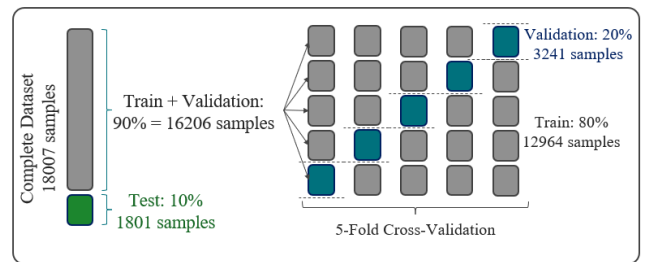 Complete Dataset
18007 samples
Train + Validation:
90% = 16206 samples
Test: 10%
1801 samples
Validation: 20%
3241 samples
Train: 80%
12964 samples
5-Fold Cross-Validation